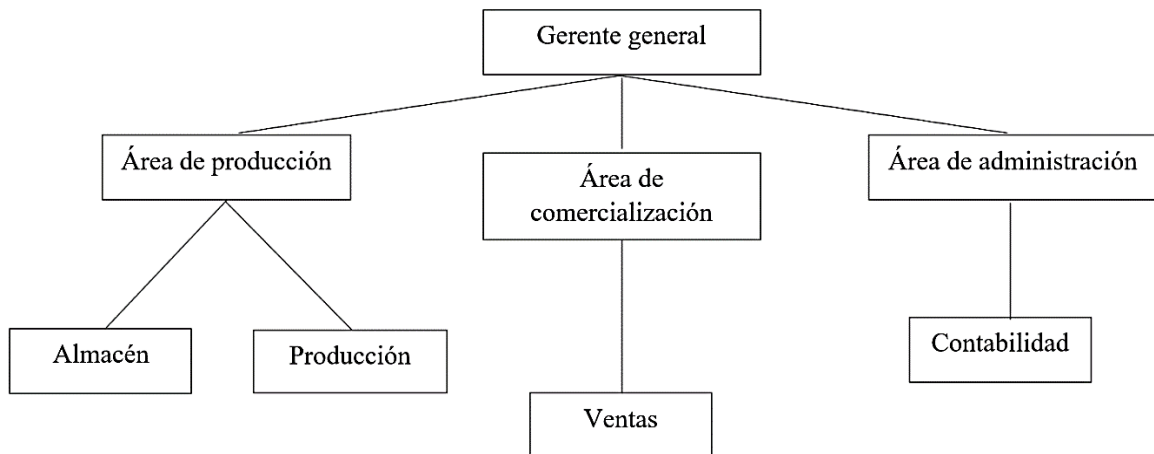 Gerente general
Área de producción
Área de
comercialización
Área de administración
Almacén
Producción
Ventas
Contabilidad